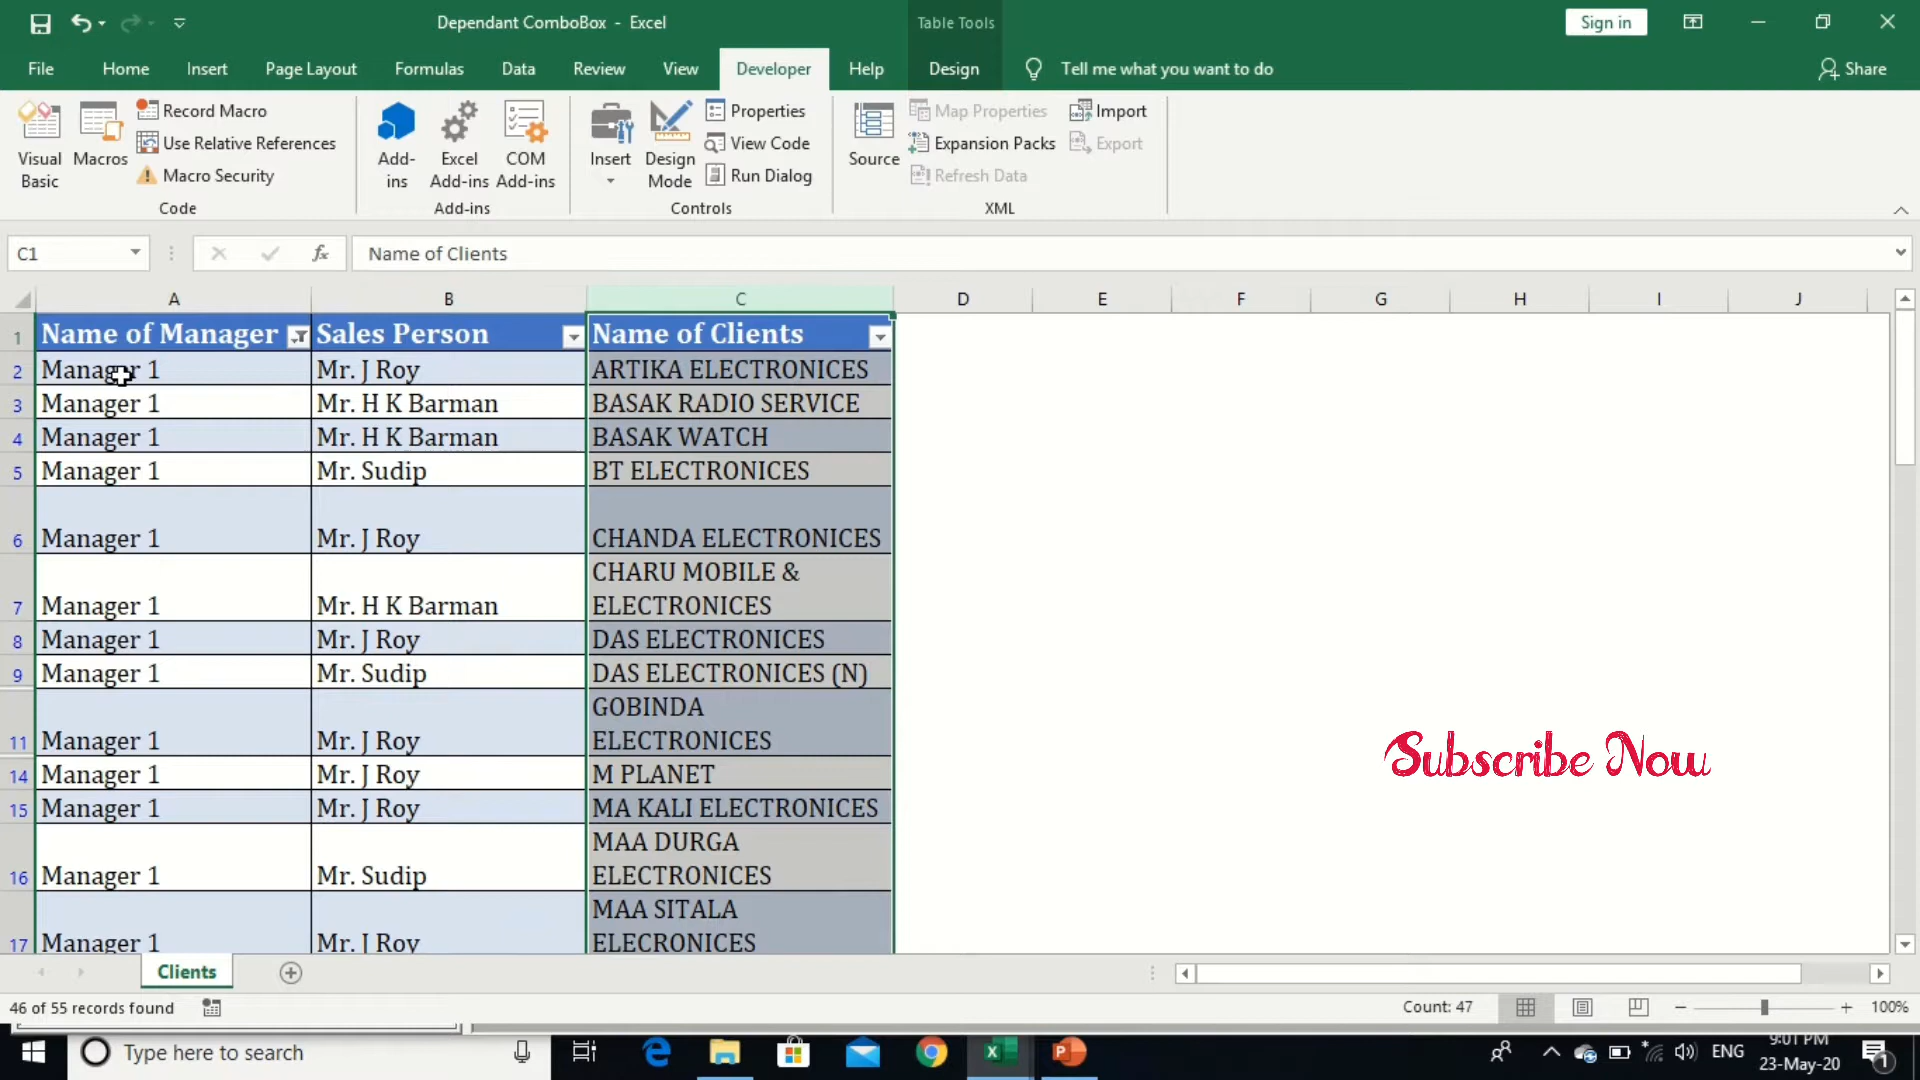 Dependant ComboBox - Excel
Table Tools
Sign in
File
Home
Insert
Page Layout
Formulas
Data
Review
View
Developer
Help
Design
Tell me what you want to do
Share
Visual Basic
Macros
Record Macro
Use Relative References
Macro Security
Code
Add-ins
Excel Add-ins
COM Add-ins
Add-ins
Insert
Design Mode
Properties
View Code
Run Dialog
Controls
Source
Map Properties
Expansion Packs
Refresh Data
Import
Export
XML
C1
fx
Name of Clients
A B C D E F G H I J
1 Name of Manager Sales Person Name of Clients
2 Manager 1 Mr. J Roy ARTIKA ELECTRONICES
3 Manager 1 Mr. H K Barman BASAK RADIO SERVICE
4 Manager 1 Mr. H K Barman BASAK WATCH
5 Manager 1 Mr. Sudip BT ELECTRONICES
6 Manager 1 Mr. J Roy CHANDA ELECTRONICES
CHARU MOBILE &
7 Manager 1 Mr. H K Barman ELECTRONICES
8 Manager 1 Mr. J Roy DAS ELECTRONICES
9 Manager 1 Mr. Sudip DAS ELECTRONICES (N)
GOBINDA
11 Manager 1 Mr. J Roy ELECTRONICES
14 Manager 1 Mr. J Roy M PLANET
15 Manager 1 Mr. J Roy MA KALI ELECTRONICES
MAA DURGA
16 Manager 1 Mr. Sudip ELECTRONICES
MAA SITALA
17 Manager 1 Mr. J Roy ELECRONICES
Subscribe Now
Clients
46 of 55 records found
Count: 47
100%
Type here to search
ENG
9:01 PM
23-May-20
1